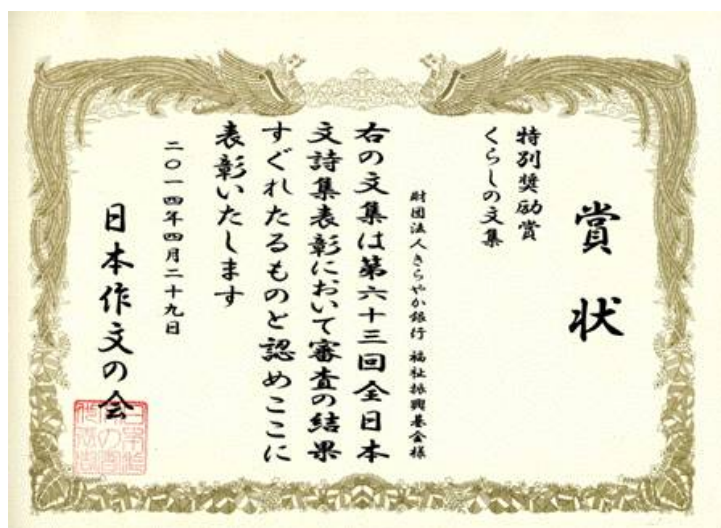 賞状
特別奨励賞
くらしの文集
財団法人きらやか銀行 福祉振興基金様
右の文集は第六十三回全日本
文詩集表彰において審査の結果
すぐれたるものと認めここに
表彰いたします
二〇一四年四月二十九日
日本作文の会